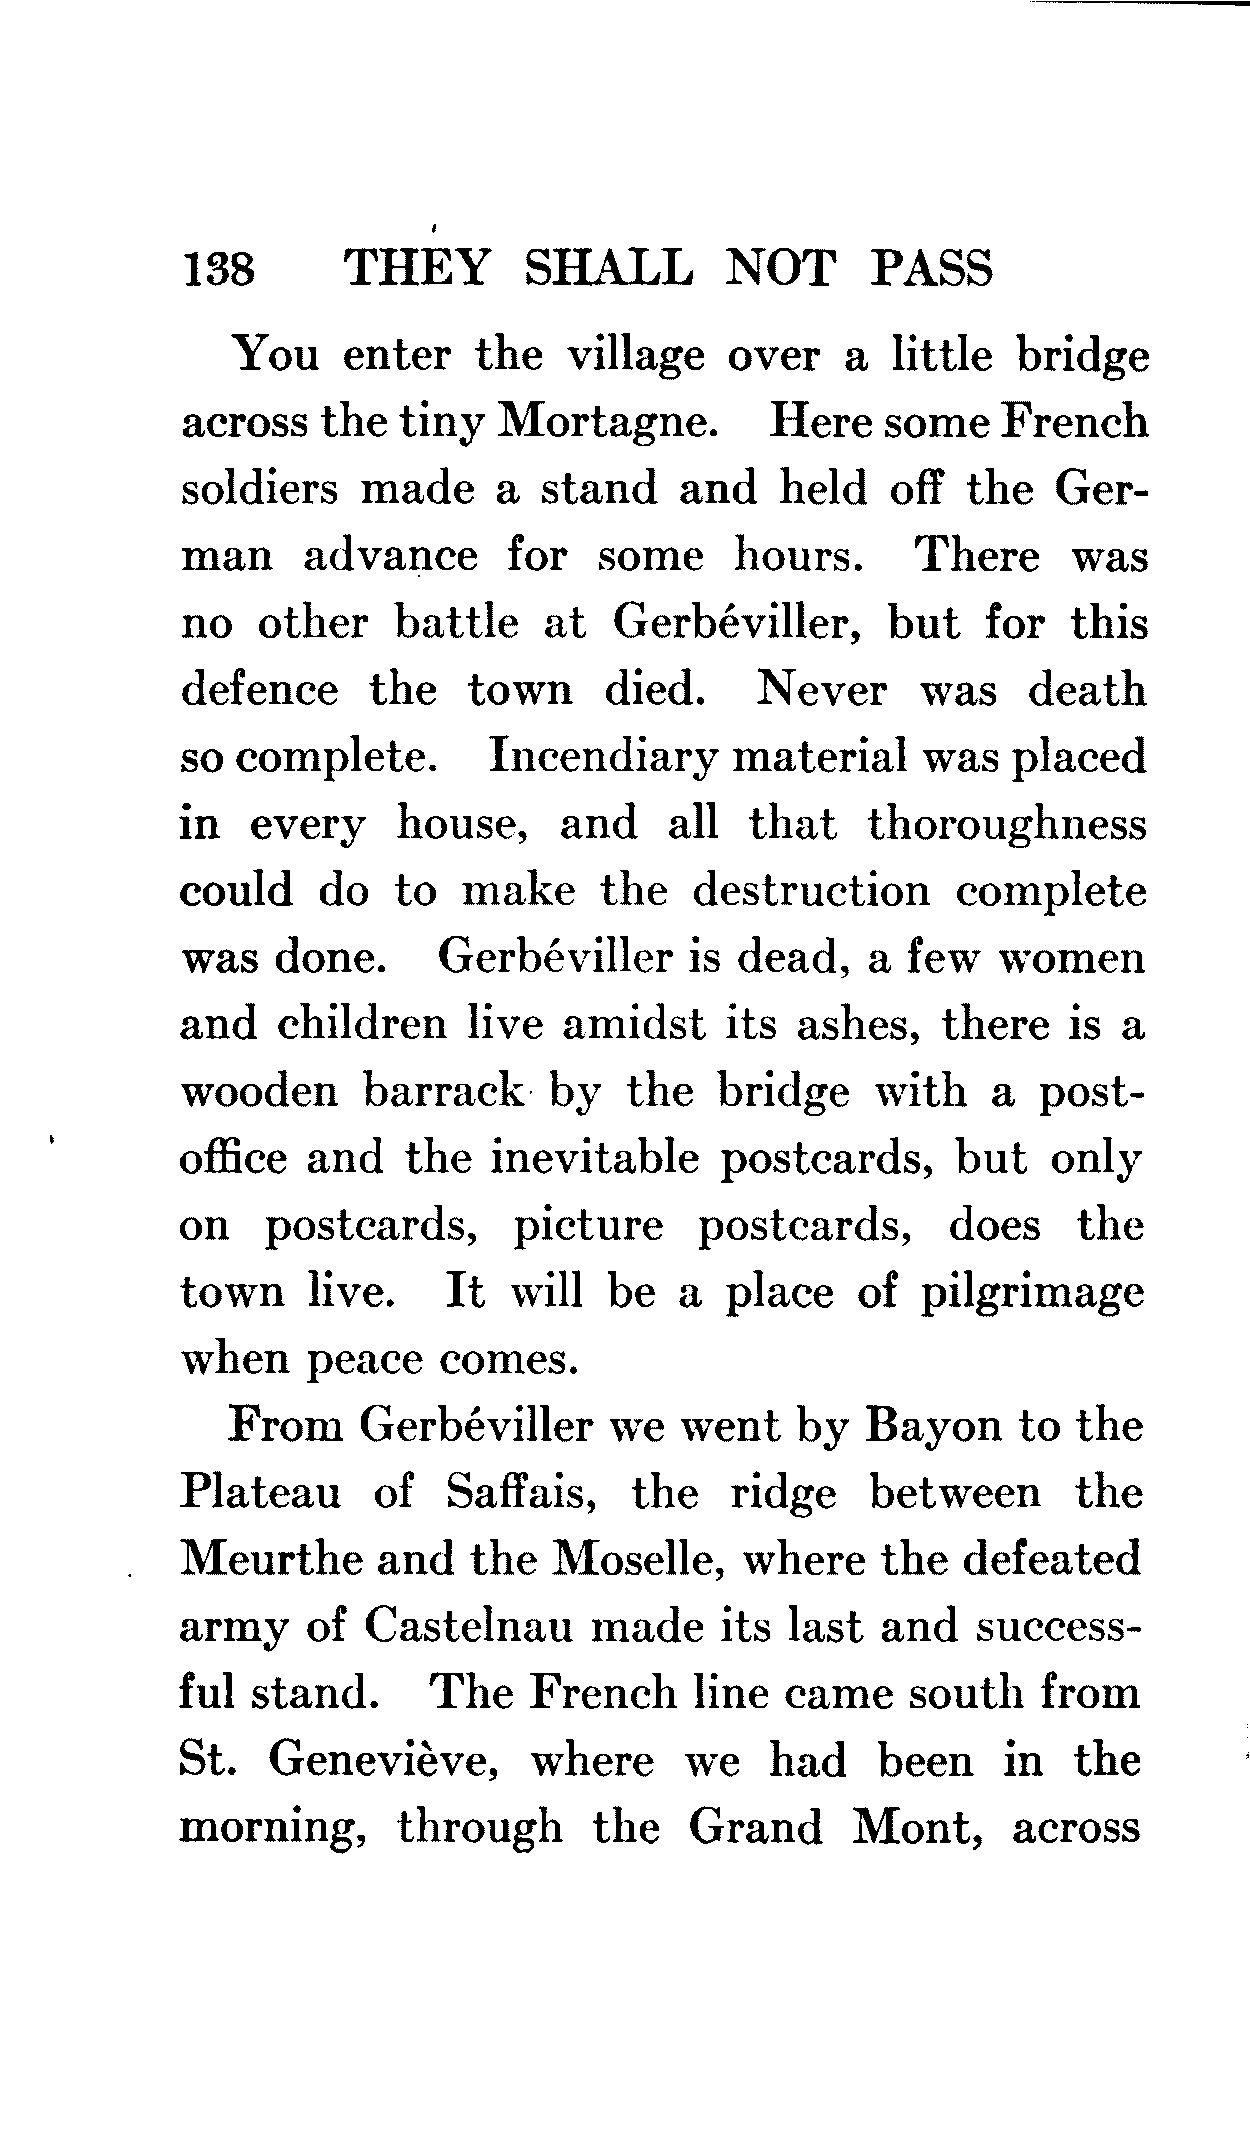 138 THEY SHALL NOT PASS
You enter the village over a little bridge
across the tiny Mortagne. Here some French
soldiers made a stand and held off the Ger-
man advance for some hours. There was
no other battle at Gerbéviller, but for this
defence the town died. Never was death
so complete. Incendiary material was placed
in every house, and all that thoroughness
could do to make the destruction complete
was done. Gerbéviller is dead, a few women
and children live amidst its ashes, there is a
wooden barrack by the bridge with a post-
office and the inevitable postcards, but only
on postcards, picture postcards, does the
town live. It will be a place of pilgrimage
when peace comes.
From Gerbéviller we went by Bayon to the
Plateau of Saffais, the ridge between the
Meurthe and the Moselle, where the defeated
army of Castelnau made its last and success-
ful stand. The French line came south from
St. Geneviève, where we had been in the
morning, through the Grand Mont, across